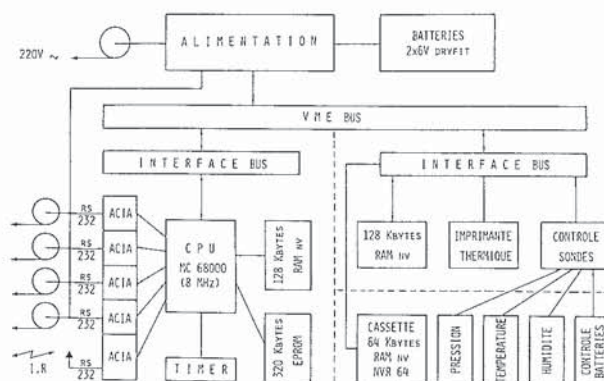 220V ~
ALIMENTATION
BATTERIES
2x6V DRYFIT
VME BUS
INTERFACE BUS
INTERFACE BUS
RS
232
ACIA
RS
232
ACIA
RS
232
ACIA
RS
232
ACIA
I.R
RS
232
ACIA
CPU
MC 68000
(8 MHz)
TIMER
128 KBYTES
RAM NV
320 KBYTES
EPROM
128 KBYTES
RAM NV
IMPRIMANTE
THERMIQUE
CONTROLE
SONDES
CASSETTE
64 KBYTES
RAM NV
NVR 64
PRESSION
TEMPERATURE
HUMIDITE
CONTROLE
BATTERIES